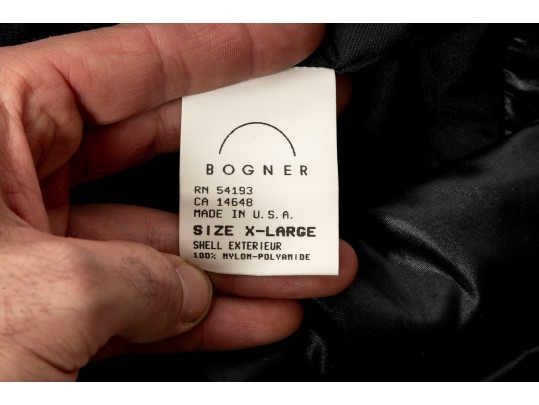 BOGNER
RN 54193
CA 14648
MADE IN U.S.A.
SIZE X-LARGE
SHELL EXTERIEUR
100% NYLON-POLYAMIDE